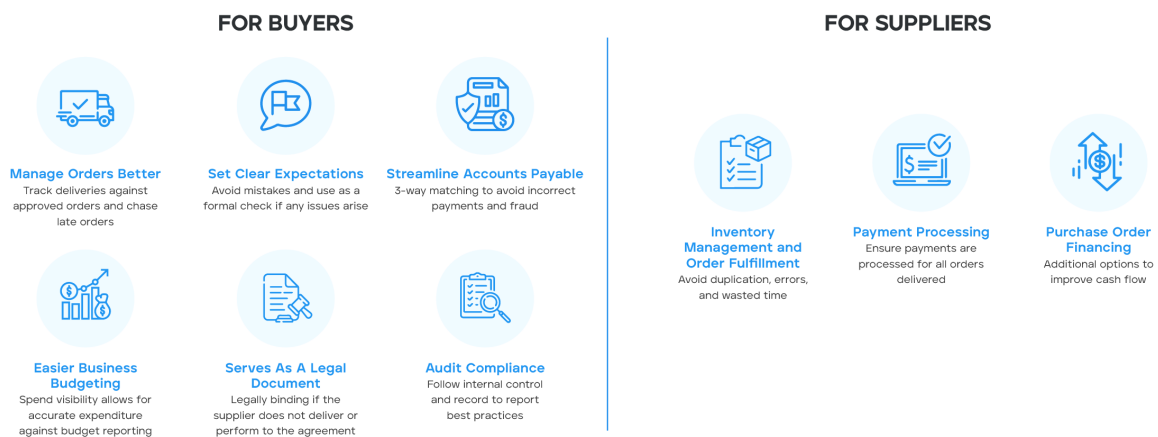 FOR BUYERS
Manage Orders Better
Track deliveries against
approved orders and chase
late orders
Set Clear Expectations
Avoid mistakes and use as a
formal check if any issues arise
Streamline Accounts Payable
3-way matching to avoid incorrect
payments and fraud
Easier Business
Budgeting
Spend visibility allows for
accurate expenditure
against budget reporting
Serves As A Legal
Document
Legally binding if the
supplier does not deliver or
perform to the agreement
Audit Compliance
Follow internal control
and record to report
best practices
FOR SUPPLIERS
Inventory
Management and
Order Fulfillment
Avoid duplication, errors,
and wasted time
Payment Processing
Ensure payments are
processed for all orders
delivered
Purchase Order
Financing
Additional options to
improve cash flow